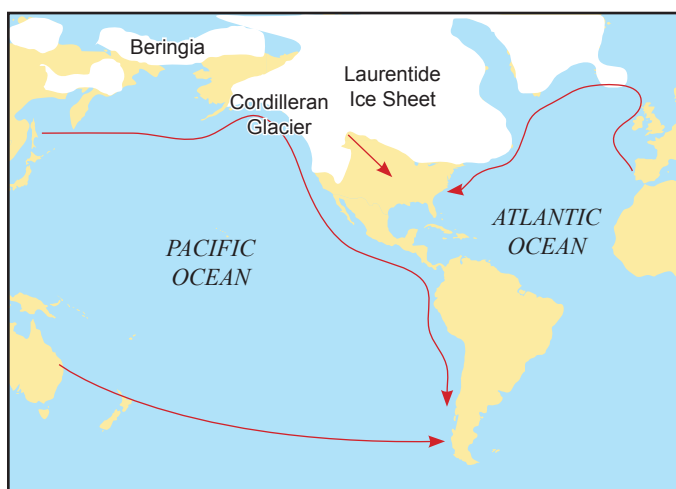 Beringia
Laurentide
Ice Sheet
Cordilleran
Glacier
ATLANTIC
OCEAN
PACIFIC
OCEAN